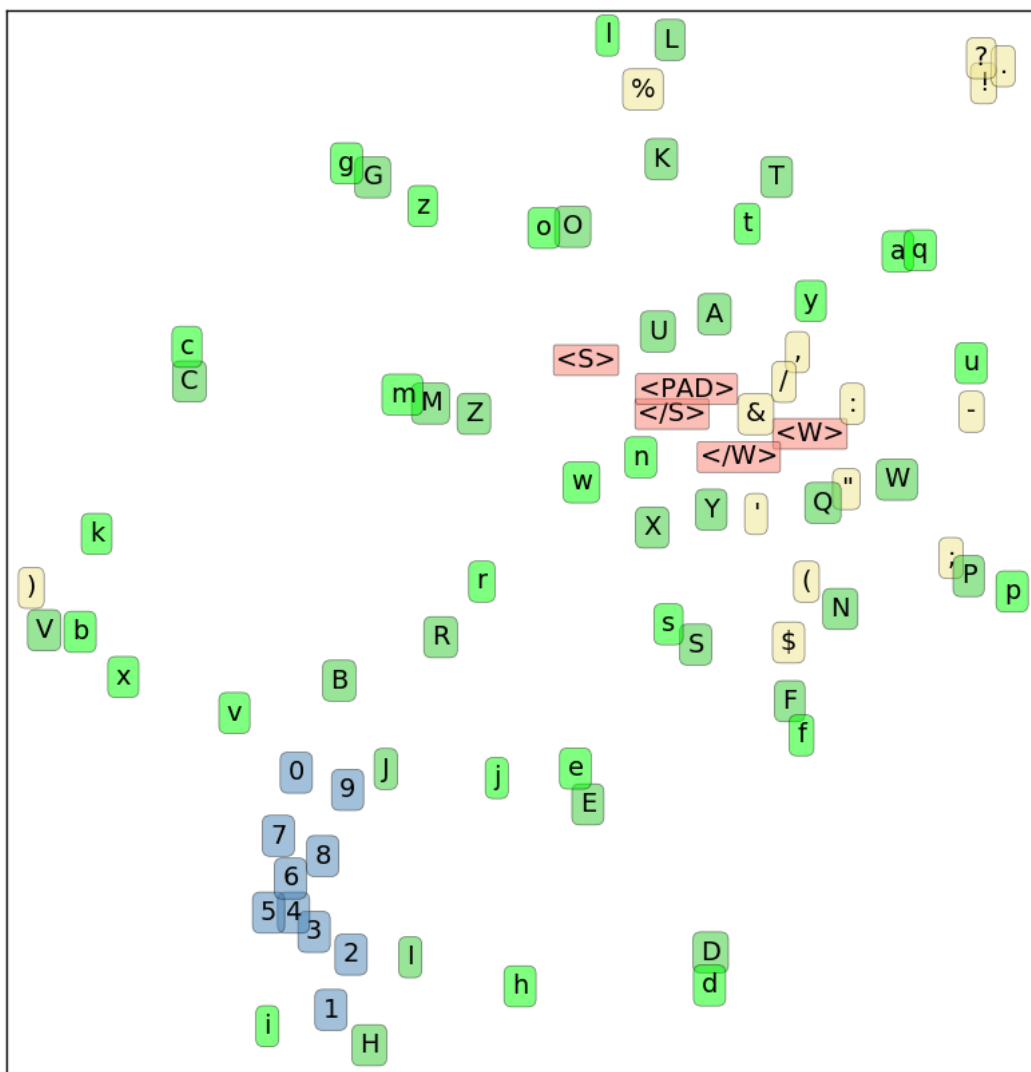 l L
? .
% !
g G K T
z
o O t
a q
y
U A
c <S> , u
C m M Z <PAD> / : -
</S> & <W>
n </W>
w " W
X Y ' Q
k
) r ( ; P p
V b R s S $ N
x B
v F
f
0 9 J j e
E
7 8
6
5 4 3
2 I D
h d
i 1
H